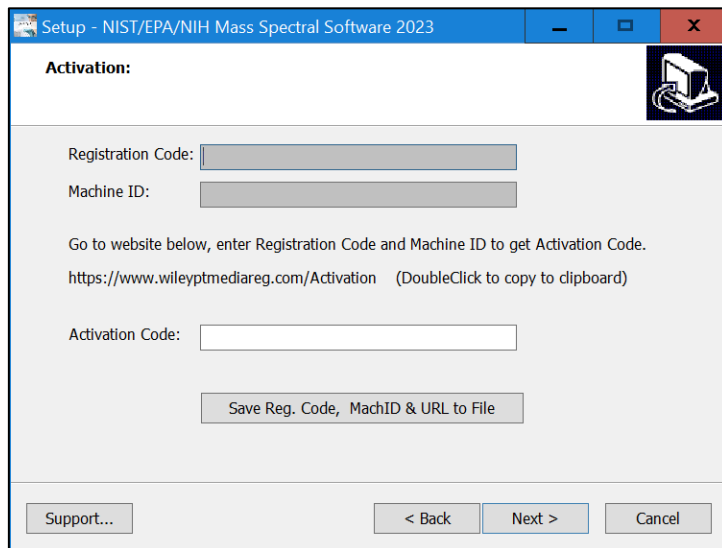 Setup - NIST/EPA/NIH Mass Spectral Software 2023
Activation:
Registration Code:
Machine ID:
Go to website below, enter Registration Code and Machine ID to get Activation Code.
https://www.wileyptmediareg.com/Activation (DoubleClick to copy to clipboard)
Activation Code:
Save Reg. Code, MachID & URL to File
Support... < Back Next > Cancel